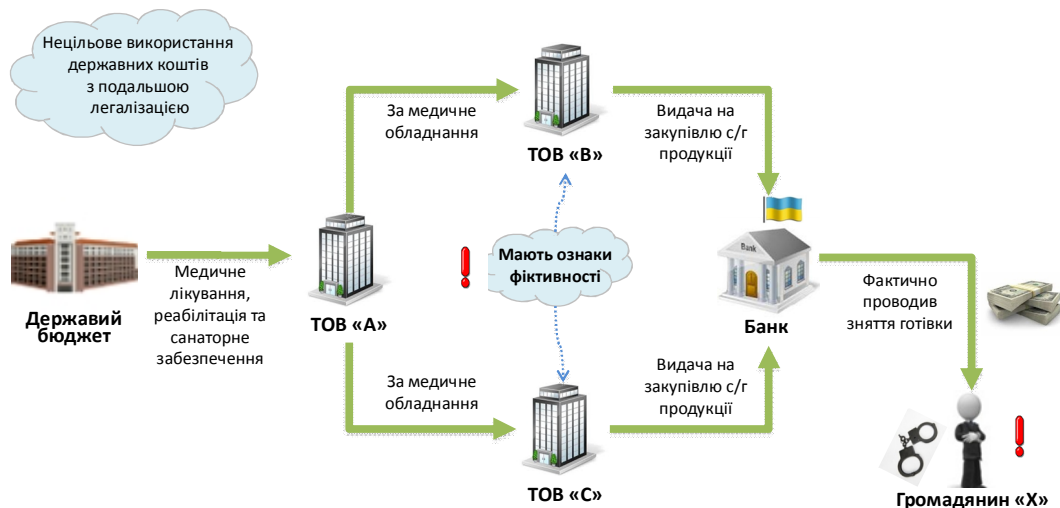 Нецільове використання
державних коштів
з подальшою
легалізацією
За медичне
обладнання
ТОВ «В»
Видача на
закупівлю с/г
продукції
Державий
бюджет
Медичне
лікування,
реабілітація та
санаторне
забезпечення
ТОВ «А»
Мають ознаки
фіктивності
Bank
Банк
Фактично
проводив
зняття готівки
За медичне
обладнання
ТОВ «С»
Видача на
закупівлю с/г
продукції
Громадянин «Х»